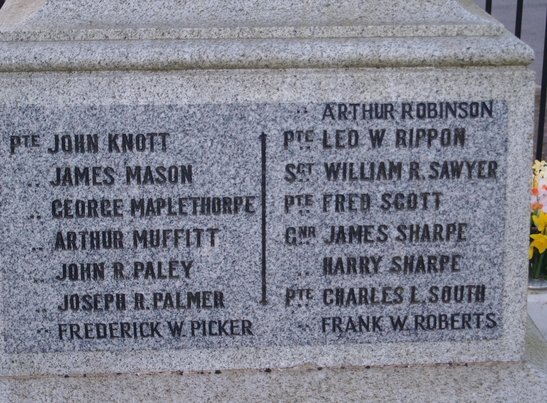 PTE JOHN KNOTT
.. JAMES MASON
.. GEORGE MAPLETHORPE
.. ARTHUR MUFFITT
.. JOHN R. PALEY
.. JOSEPH R. PALMER
.. FREDERICK W. PICKER
.. ARTHUR ROBINSON
PTE LEO W RIPPON
SGT WILLIAM R. SAWYER
PTE FRED SCOTT
GNR JAMES SHARPE
.. HARRY SHARPE
PTE CHARLES L. SOUTH
.. FRANK W. ROBERTS